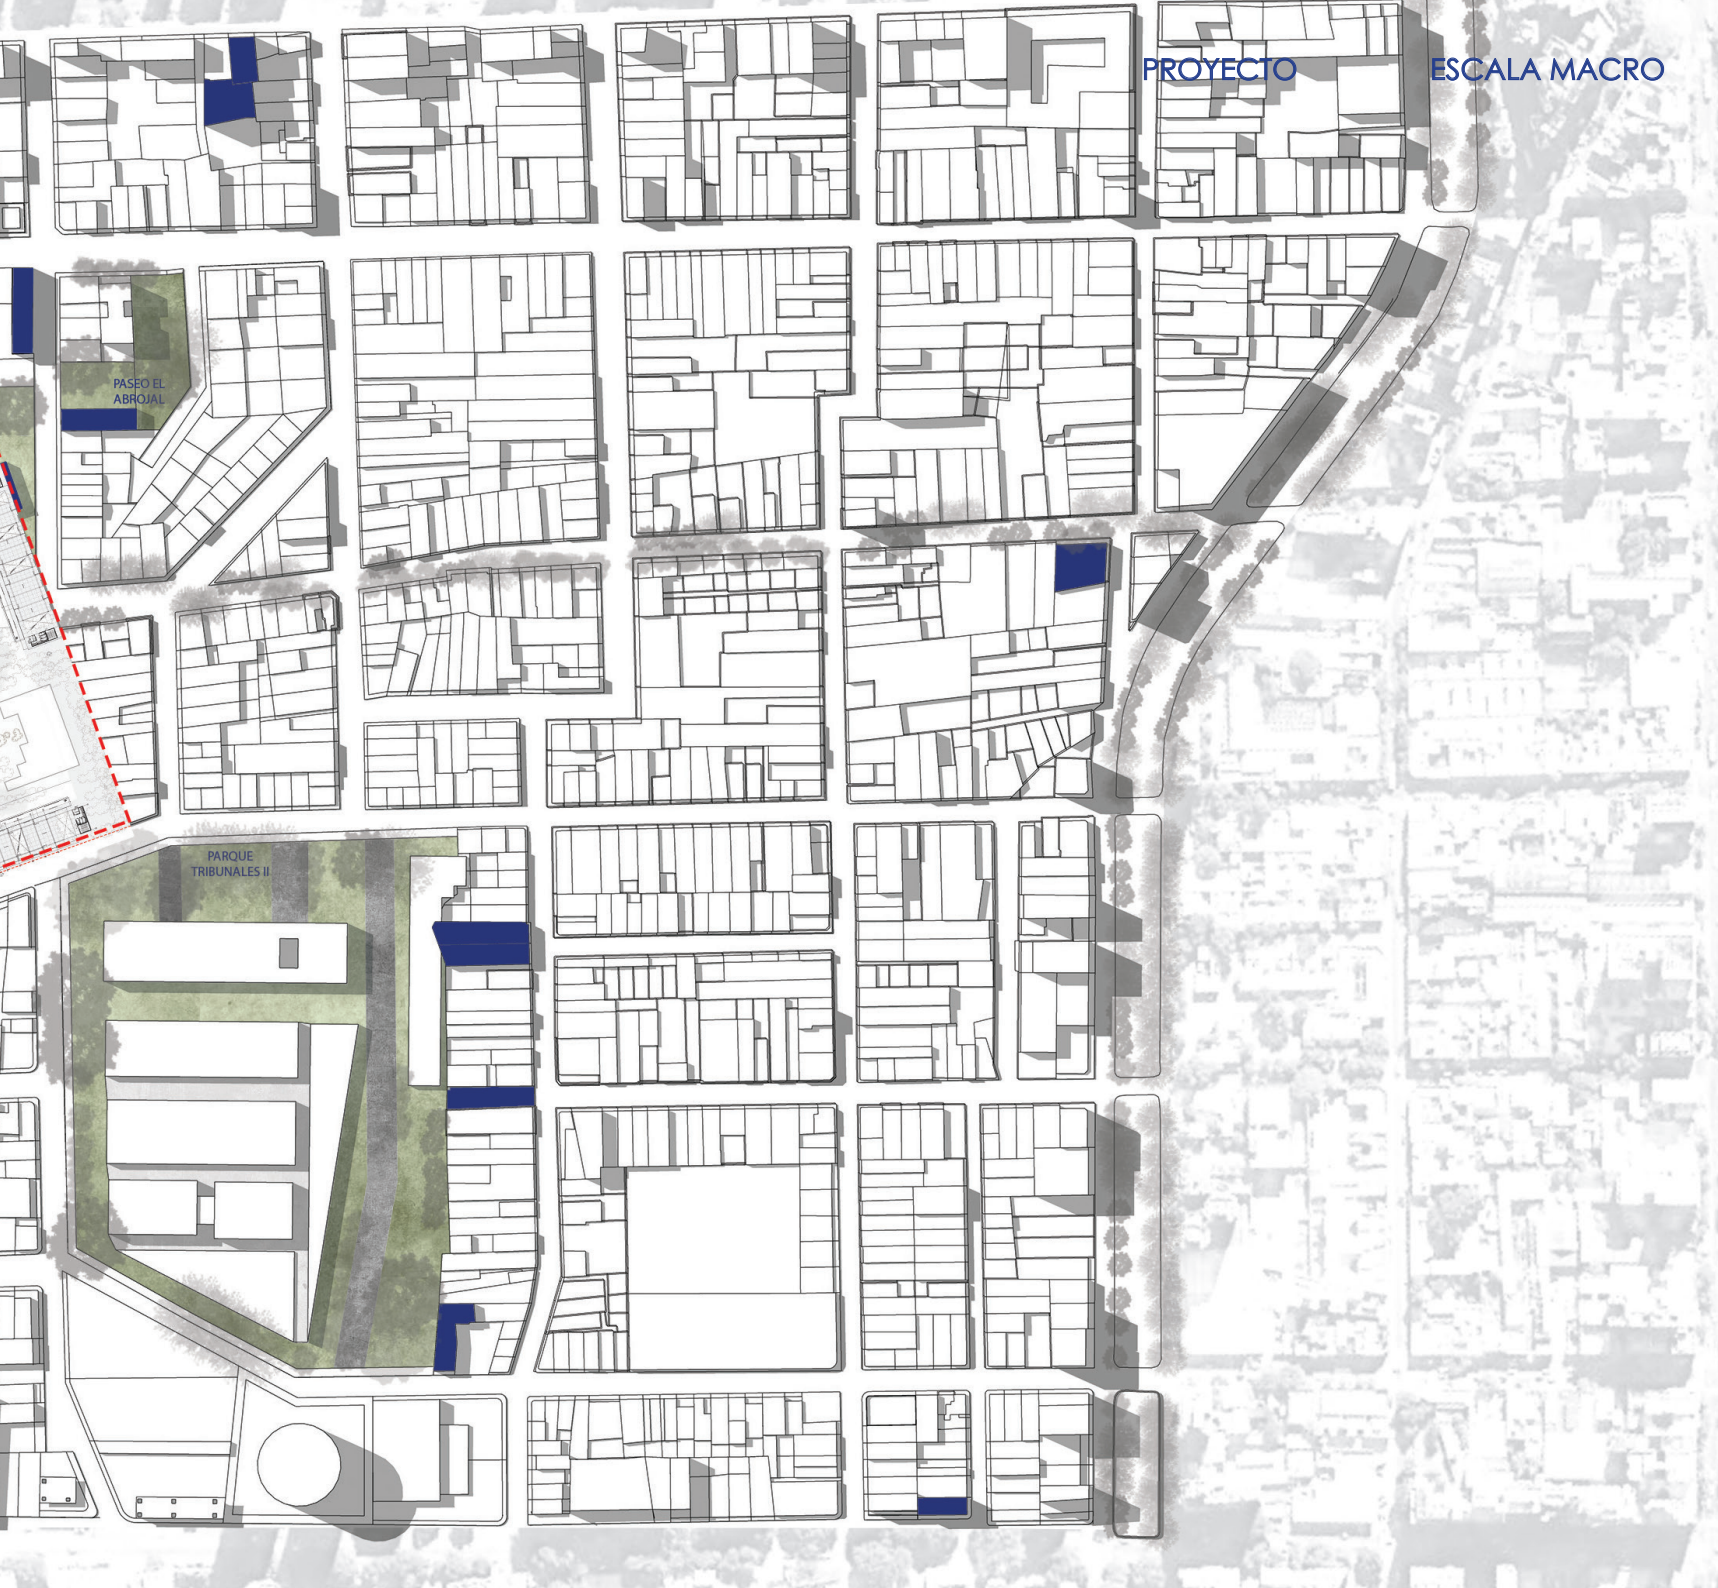 PROYECTO ESCALA MACRO
PASEO EL
ABROJAL
PARQUE
TRIBUNALES II